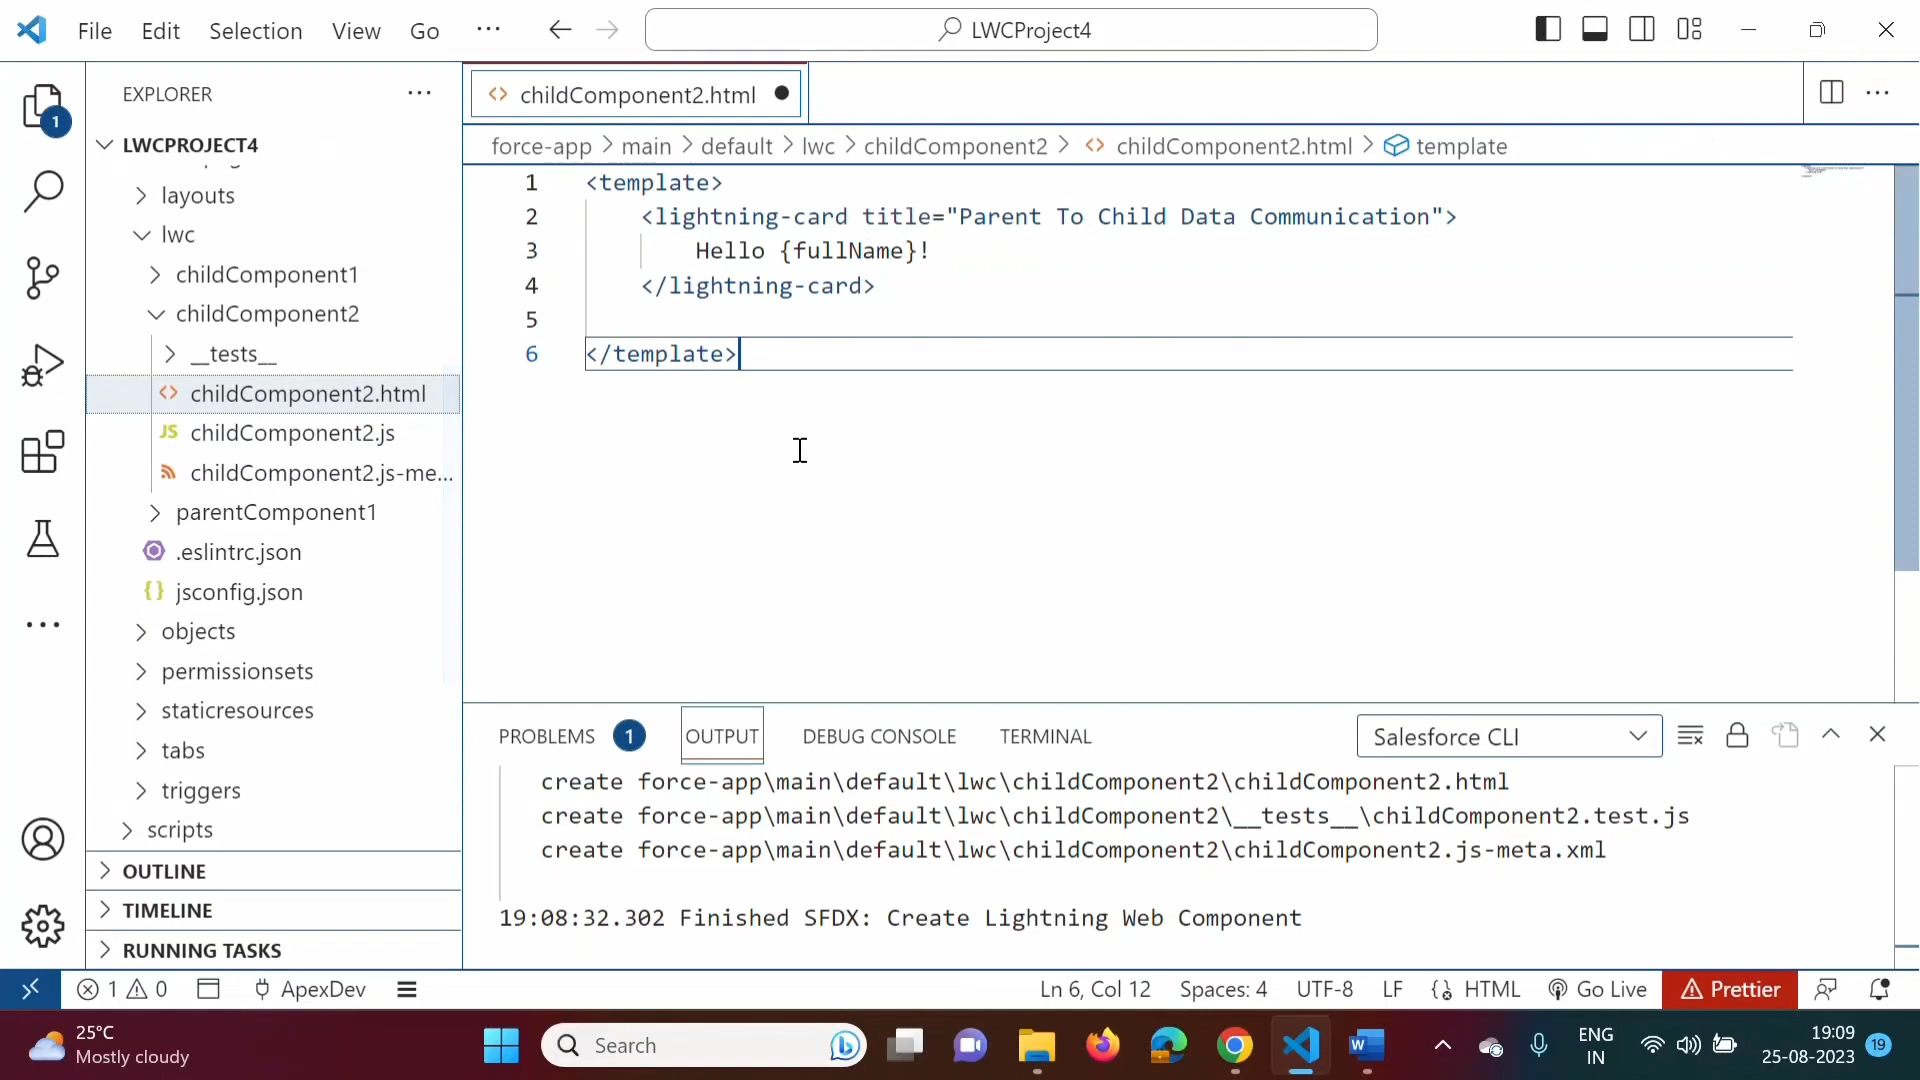 File Edit Selection View Go ··· LWCProject4
EXPLORER ···
1
LWCPROJECT4
layouts
lwc
childComponent1
childComponent2
__tests__
childComponent2.html
childComponent2.js
childComponent2.js-me...
parentComponent1
.eslintrc.json
jsconfig.json
objects
permissionsets
staticresources
tabs
triggers
scripts
OUTLINE
TIMELINE
RUNNING TASKS
<> childComponent2.html ●
force-app > main > default > lwc > childComponent2 > <> childComponent2.html > template
1 <template>
2 <lightning-card title="Parent To Child Data Communication">
3 Hello {fullName}!
4 </lightning-card>
5
6 </template>
PROBLEMS 1 OUTPUT DEBUG CONSOLE TERMINAL Salesforce CLI
create force-app\main\default\lwc\childComponent2\childComponent2.html
create force-app\main\default\lwc\childComponent2\__tests__\childComponent2.test.js
create force-app\main\default\lwc\childComponent2\childComponent2.js-meta.xml
19:08:32.302 Finished SFDX: Create Lightning Web Component
1 0 ApexDev Ln 6, Col 12 Spaces: 4 UTF-8 LF HTML Go Live Prettier
25°C
Mostly cloudy
Search
ENG
IN
19:09
25-08-2023
19